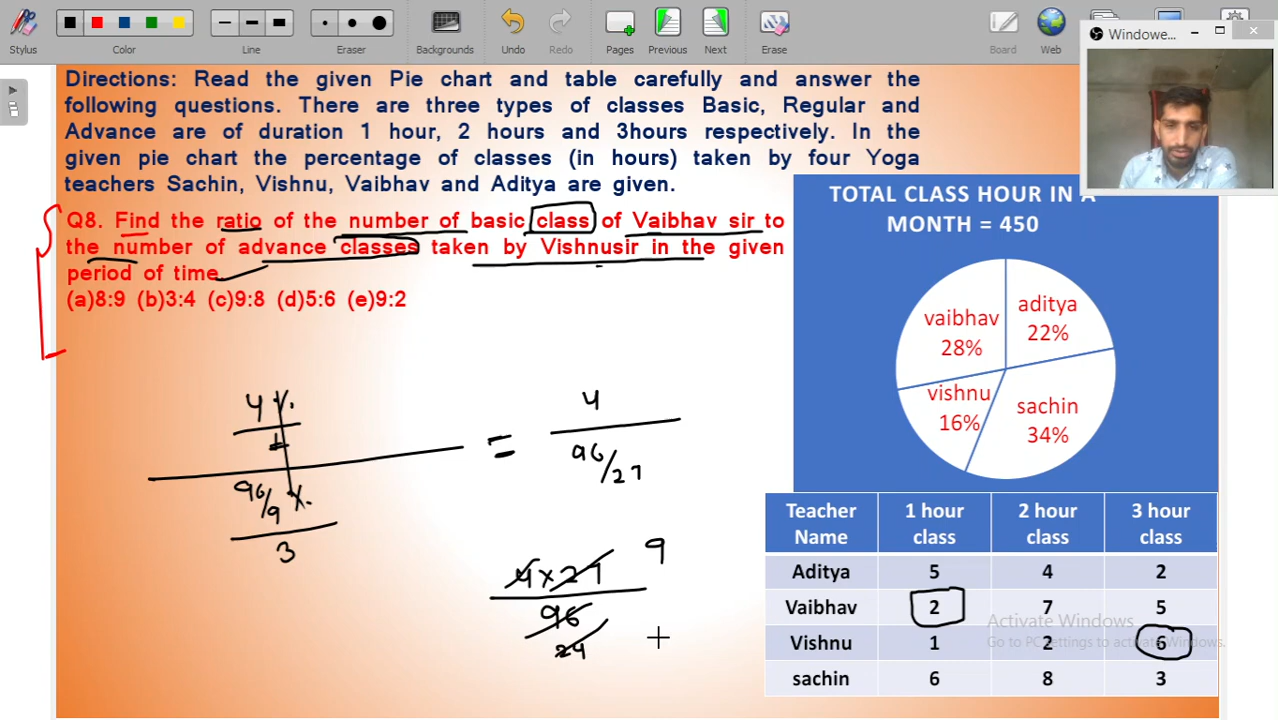 Stylus
Color
Line
Eraser
Backgrounds
Undo
Redo
Pages
Previous
Next
Erase
Board
Web
Windowe...
Directions: Read the given Pie chart and table carefully and answer the
following questions. There are three types of classes Basic, Regular and
Advance are of duration 1 hour, 2 hours and 3hours respectively. In the
given pie chart the percentage of classes (in hours) taken by four Yoga
teachers Sachin, Vishnu, Vaibhav and Aditya are given.
Q8. Find the ratio of the number of basic class of Vaibhav sir to
the number of advance classes taken by Vishnusir in the given
period of time
(a)8:9 (b)3:4 (c)9:8 (d)5:6 (e)9:2
TOTAL CLASS HOUR IN A
MONTH = 450
vaibhav
28%
aditya
22%
vishnu
16%
sachin
34%
4%
1
96/9 %
3
=
4
96/27
4x27 9
96
24
Teacher Name 1 hour class 2 hour class 3 hour class
Aditya 5 4 2
Vaibhav 2 7 5
Vishnu 1 2 6
sachin 6 8 3
Activate Windows
Go to PC settings to activate Windows.